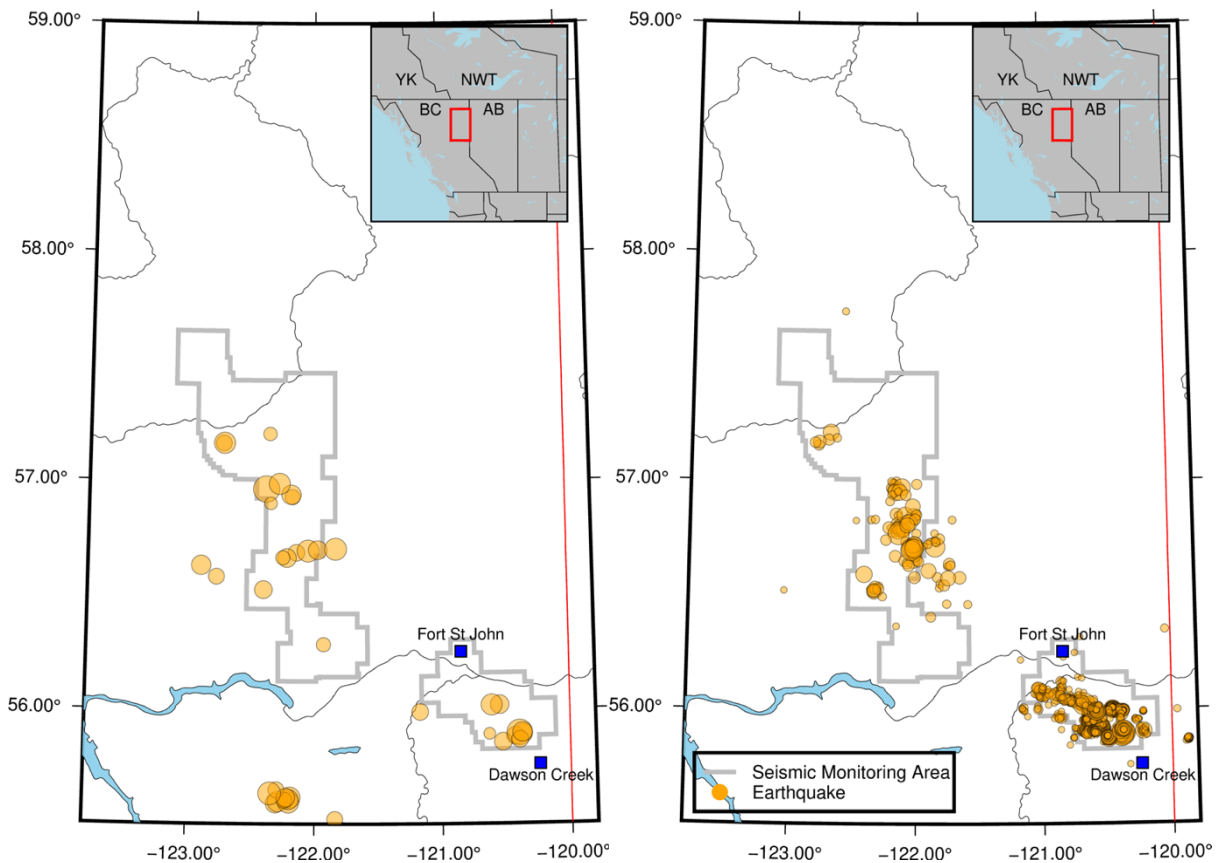 59.00°
58.00°
57.00°
56.00°
−123.00°
−122.00°
−121.00°
−120.00°
YK NWT
BC AB
Fort St John
Dawson Creek
59.00°
58.00°
57.00°
56.00°
−123.00°
−122.00°
−121.00°
−120.00°
YK NWT
BC AB
Fort St John
Dawson Creek
Seismic Monitoring Area
Earthquake